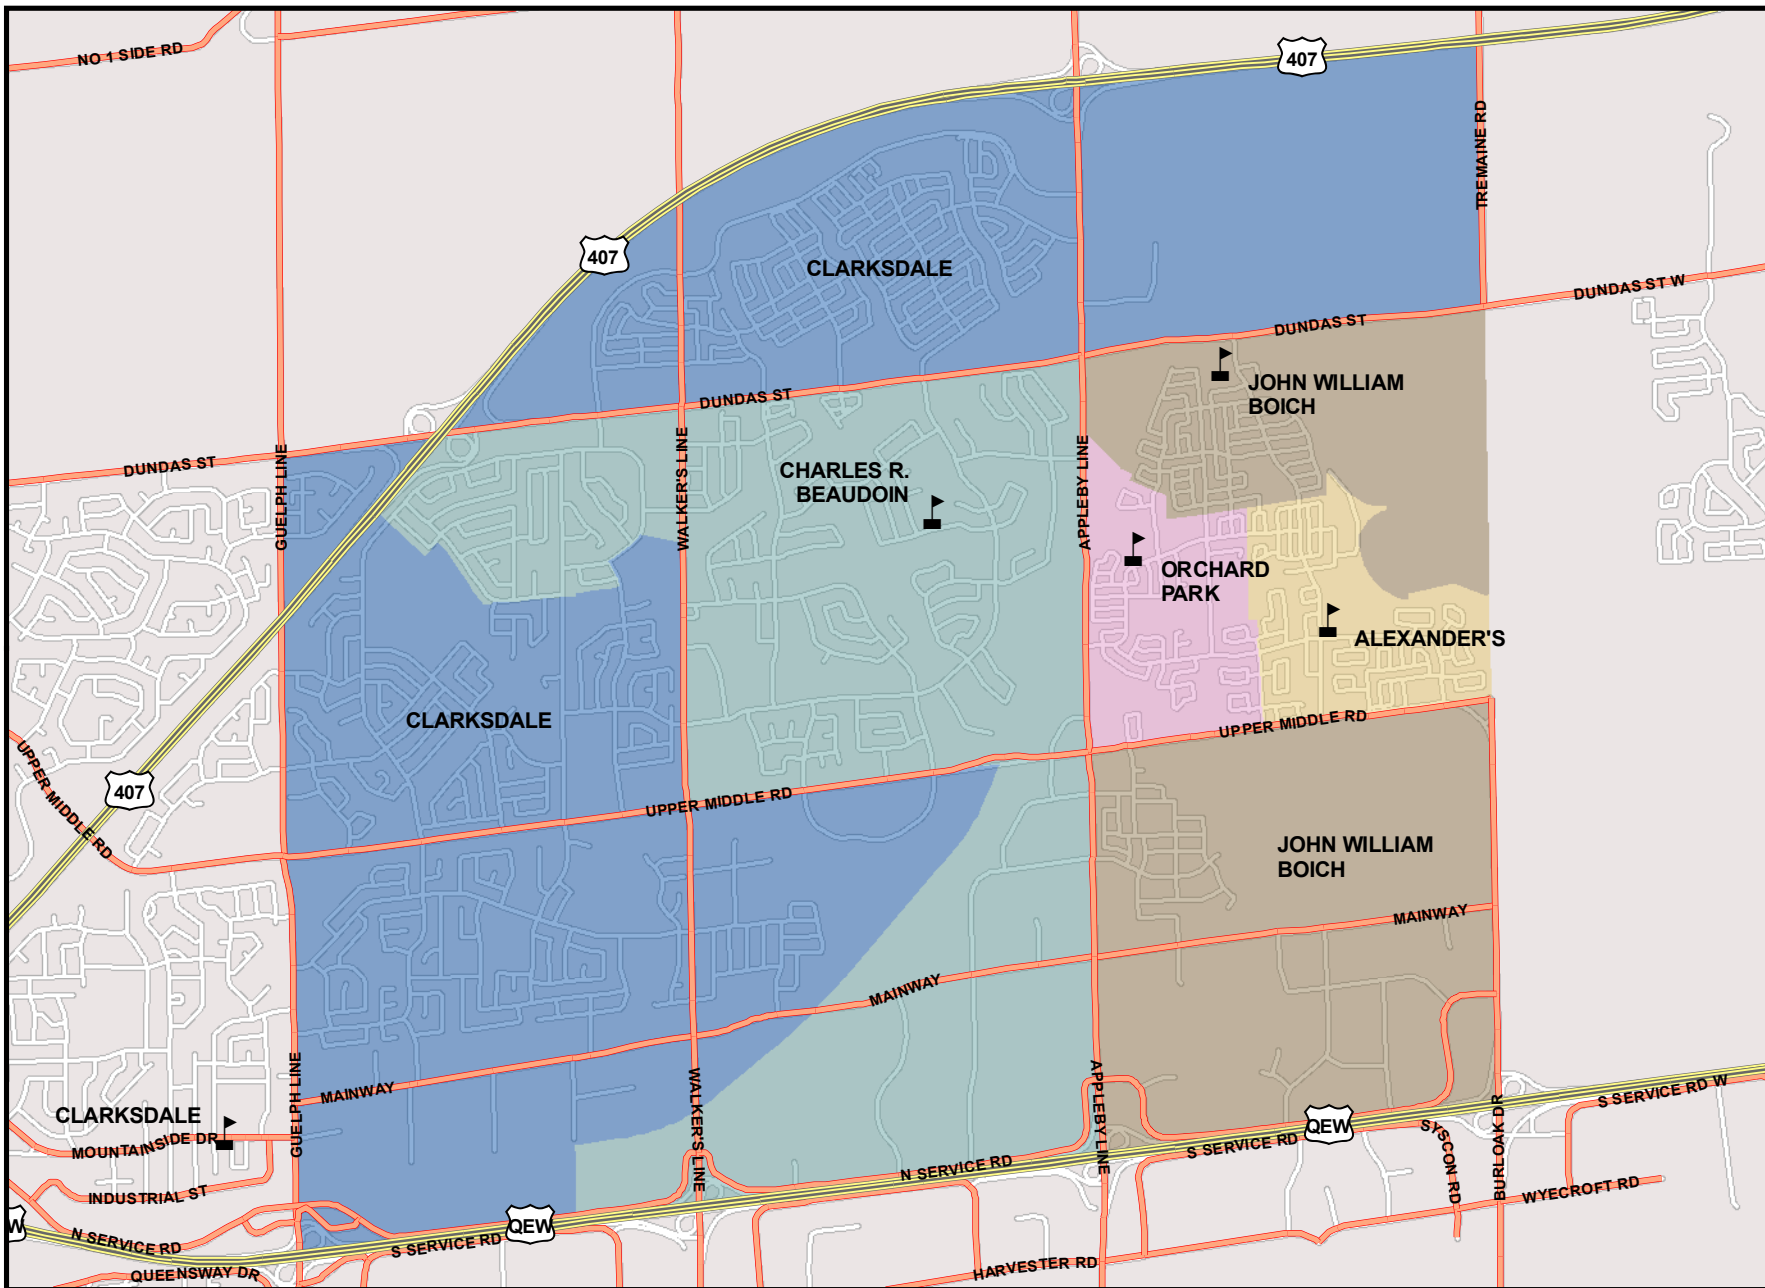 NO 1 SIDE RD
407
TREMAINE RD
407
CLARKSDALE
DUNDAS ST W
DUNDAS ST
JOHN WILLIAM
BOICH
DUNDAS ST
DUNDAS ST
GUELPH LINE
WALKER'S LINE
CHARLES R.
BEAUDOIN
APPLEBY LINE
ORCHARD
PARK
ALEXANDER'S
CLARKSDALE
UPPER MIDDLE RD
UPPER MIDDLE RD
407
UPPER MIDDLE RD
JOHN WILLIAM
BOICH
MAINWAY
MAINWAY
MAINWAY
GUELPH LINE
WALKER'S LINE
APPLEBY LINE
CLARKSDALE
MOUNTAINSIDE DR
INDUSTRIAL ST
N SERVICE RD
W
QUEENSWAY DR
S SERVICE RD
QEW
N SERVICE RD
S SERVICE RD
QEW
SYSCON RD
BURLOAK DR
S SERVICE RD W
WYECROFT RD
HARVESTER RD